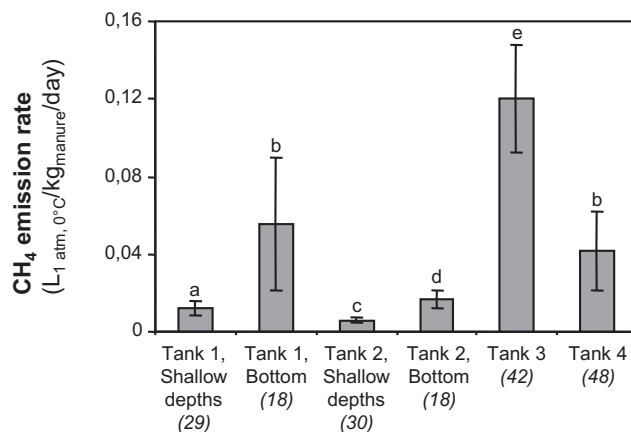 CH₄ emission rate
(L₁ ₐₜₘ, ₀°C/kgₘₐₙᵤᵣₑ/day)
0,16
0,12
0,08
0,04
0
a
b
c
d
e
b
Tank 1,
Shallow
depths
(29)
Tank 1,
Bottom
(18)
Tank 2,
Shallow
depths
(30)
Tank 2,
Bottom
(18)
Tank 3
(42)
Tank 4
(48)